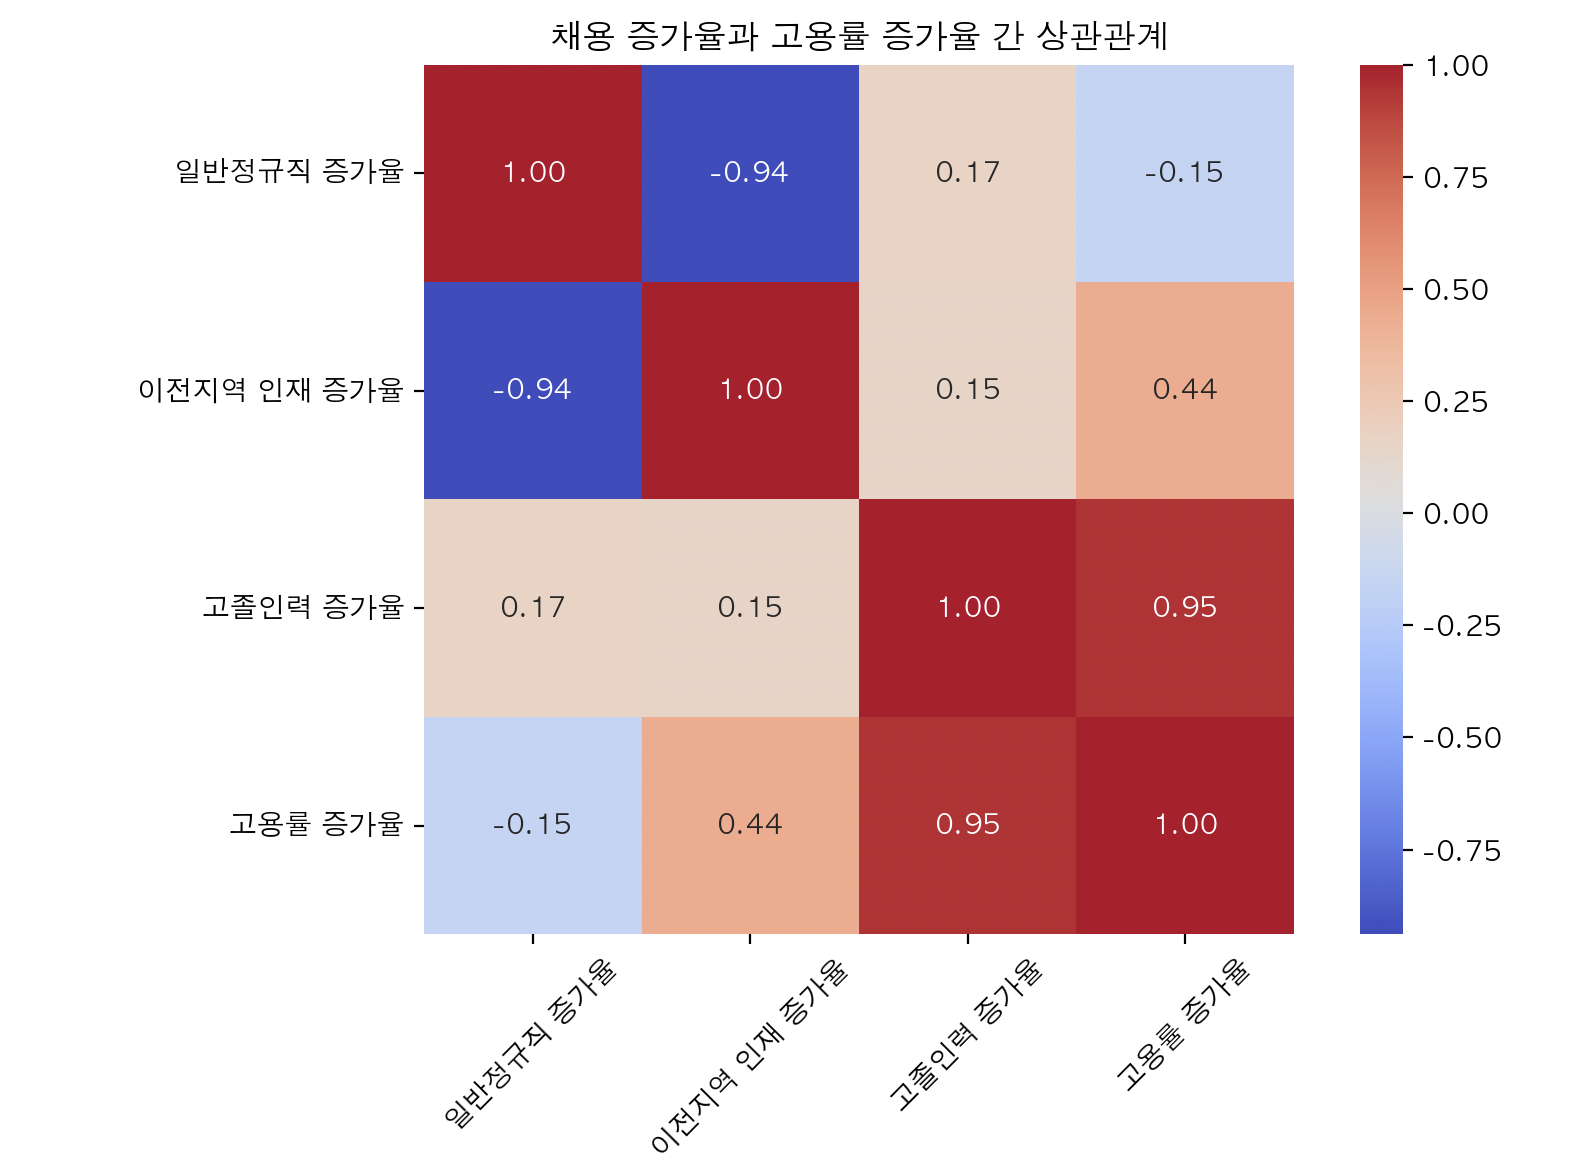 채용 증가율과 고용률 증가율 간 상관관계
일반정규직 증가율
1.00 -0.94 0.17 -0.15
이전지역 인재 증가율
-0.94 1.00 0.15 0.44
고졸인력 증가율
0.17 0.15 1.00 0.95
고용률 증가율
-0.15 0.44 0.95 1.00
일반정규직 증가율
이전지역 인재 증가율
고졸인력 증가율
고용률 증가율
1.00
0.75
0.50
0.25
0.00
-0.25
-0.50
-0.75